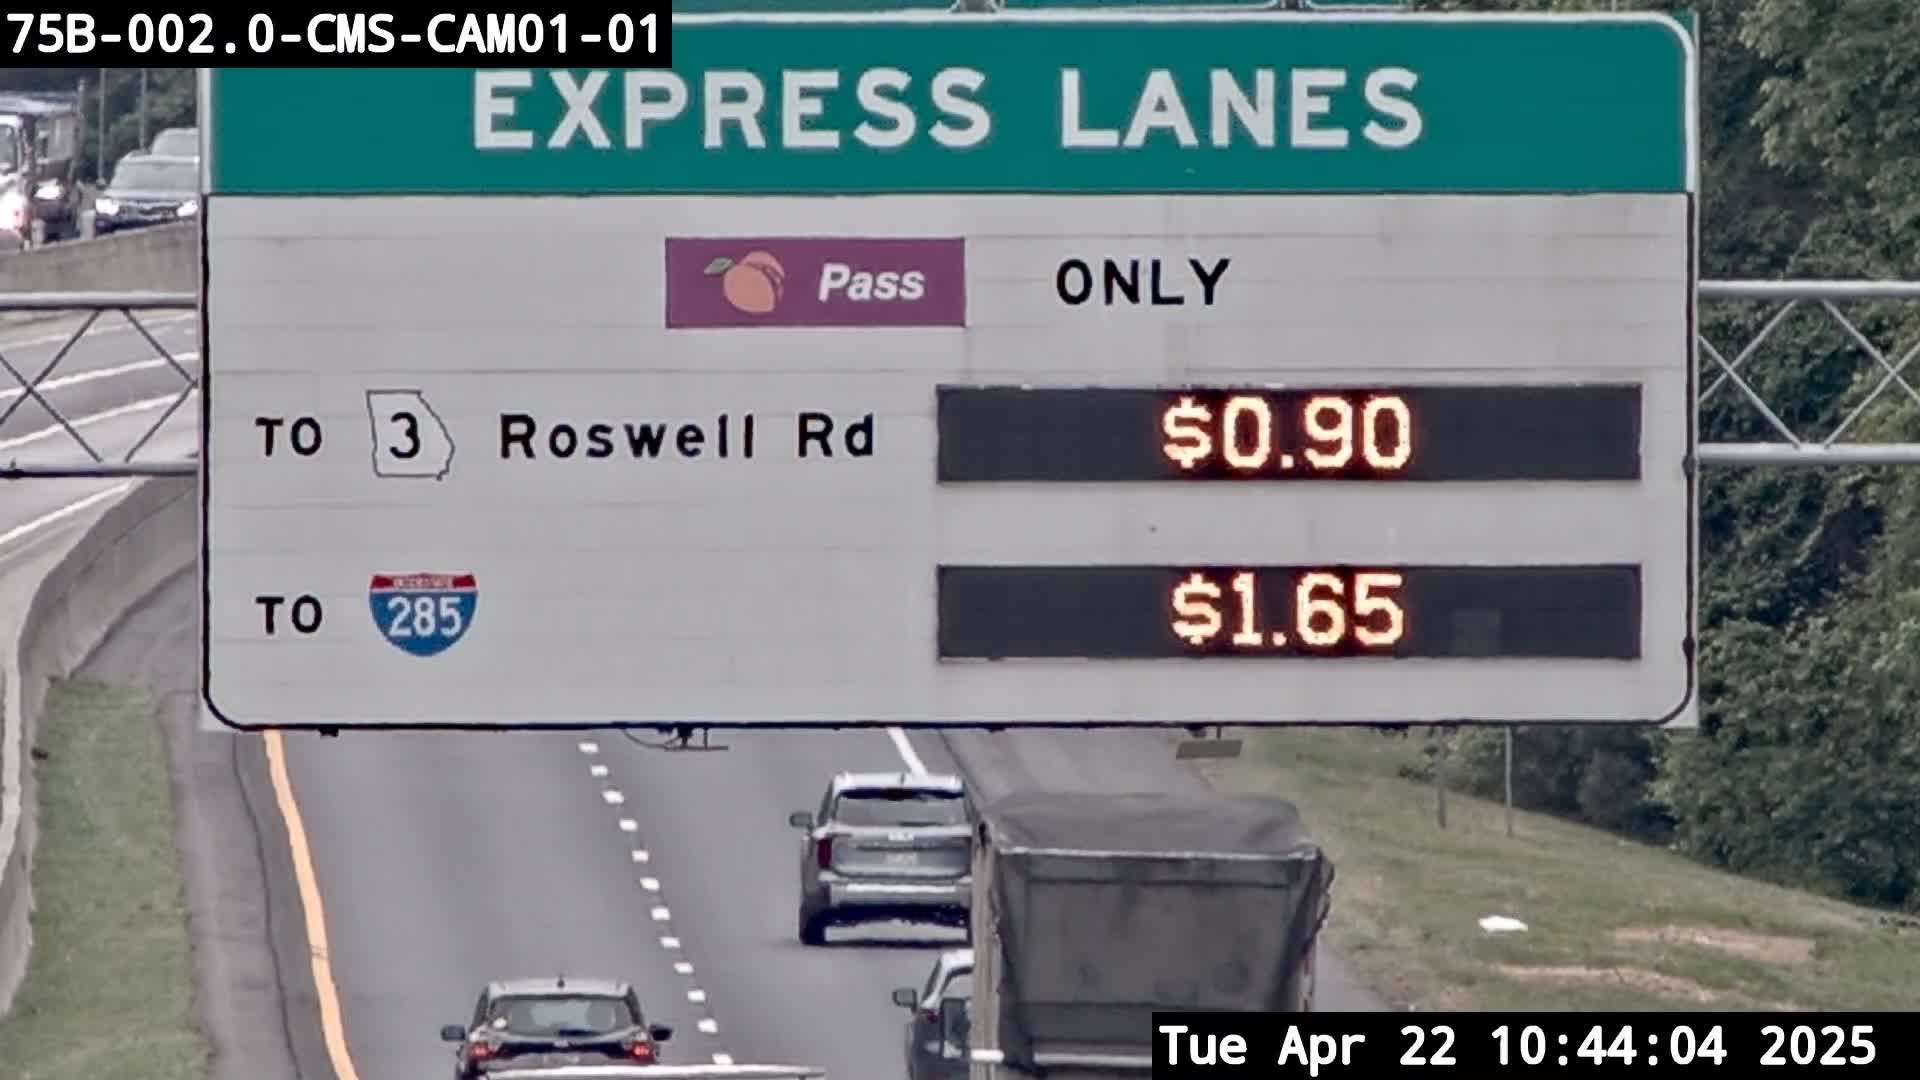 75B-002.0-CMS-CAM01-01
EXPRESS LANES
Pass ONLY
TO 3 Roswell Rd $0.90
INTERSTATE
TO 285 $1.65
Tue Apr 22 10:44:04 2025